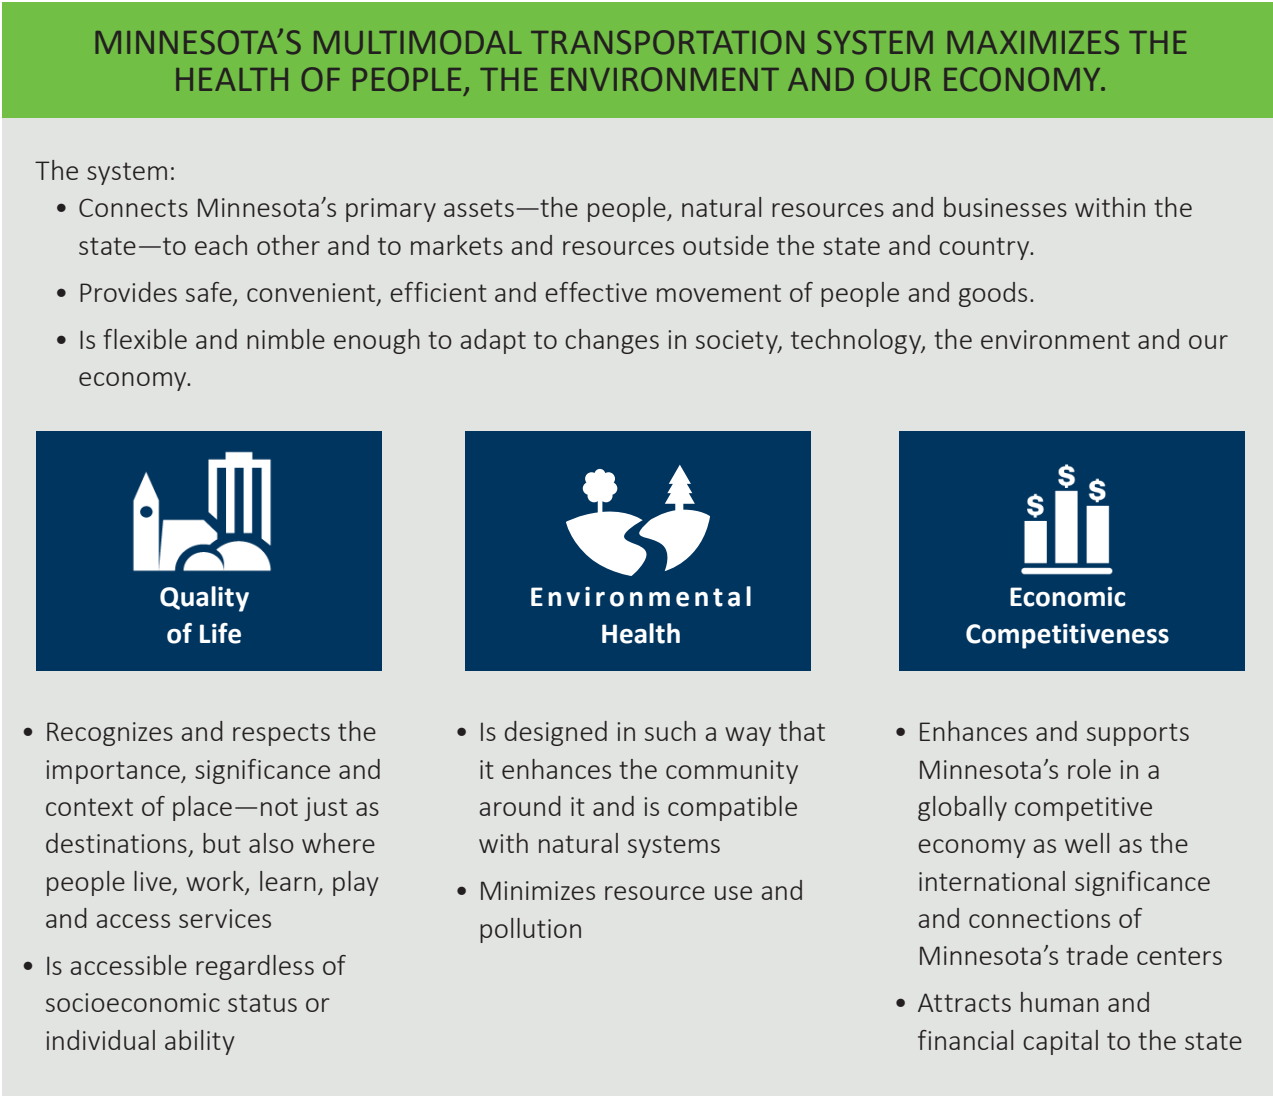 MINNESOTA’S MULTIMODAL TRANSPORTATION SYSTEM MAXIMIZES THE
HEALTH OF PEOPLE, THE ENVIRONMENT AND OUR ECONOMY.
The system:
• Connects Minnesota’s primary assets—the people, natural resources and businesses within the
state—to each other and to markets and resources outside the state and country.
• Provides safe, convenient, efficient and effective movement of people and goods.
• Is flexible and nimble enough to adapt to changes in society, technology, the environment and our
economy.
Quality
of Life
• Recognizes and respects the
importance, significance and
context of place—not just as
destinations, but also where
people live, work, learn, play
and access services
• Is accessible regardless of
socioeconomic status or
individual ability
Environmental
Health
• Is designed in such a way that
it enhances the community
around it and is compatible
with natural systems
• Minimizes resource use and
pollution
$ $ $
Economic
Competitiveness
• Enhances and supports
Minnesota’s role in a
globally competitive
economy as well as the
international significance
and connections of
Minnesota’s trade centers
• Attracts human and
financial capital to the state